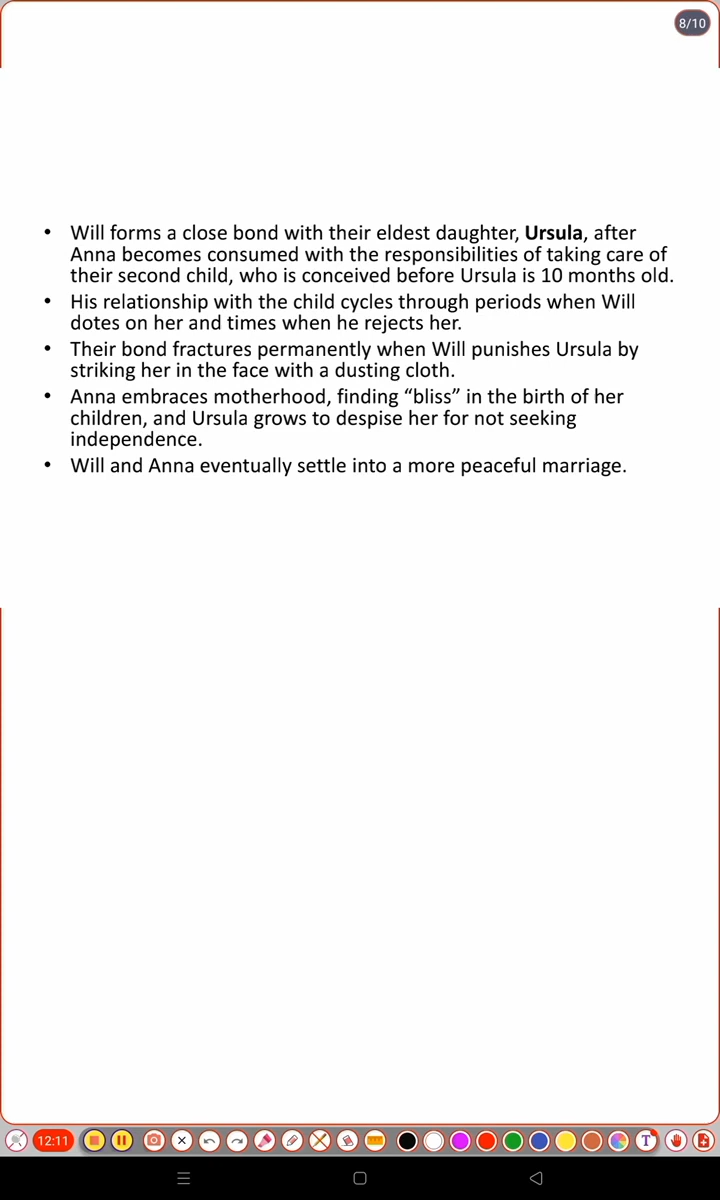 8/10
• Will forms a close bond with their eldest daughter, Ursula, after
Anna becomes consumed with the responsibilities of taking care of
their second child, who is conceived before Ursula is 10 months old.
• His relationship with the child cycles through periods when Will
dotes on her and times when he rejects her.
• Their bond fractures permanently when Will punishes Ursula by
striking her in the face with a dusting cloth.
• Anna embraces motherhood, finding “bliss” in the birth of her
children, and Ursula grows to despise her for not seeking
independence.
• Will and Anna eventually settle into a more peaceful marriage.
12:11
T